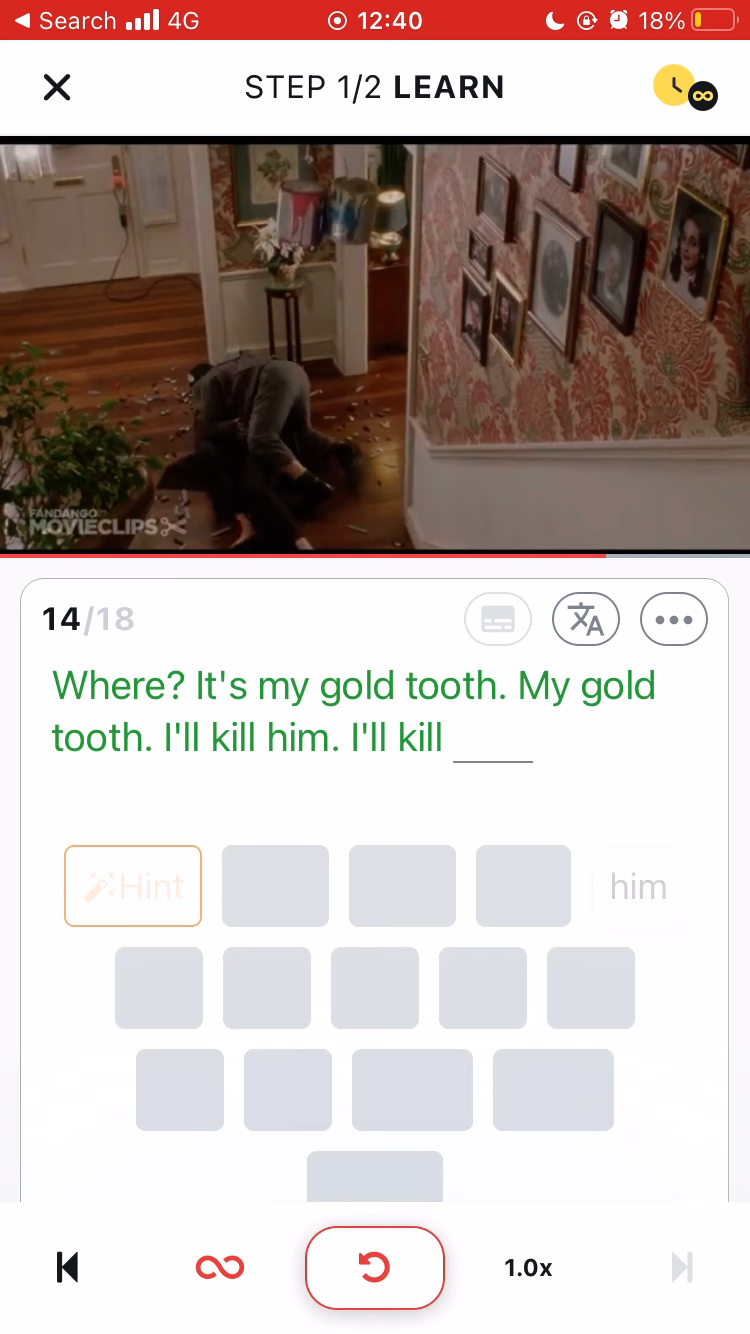 Search 4G 12:40 18%
STEP 1/2 LEARN
FANDANGO
MOVIECLIPS
14/18
Where? It's my gold tooth. My gold
tooth. I'll kill him. I'll kill
Hint him
1.0x